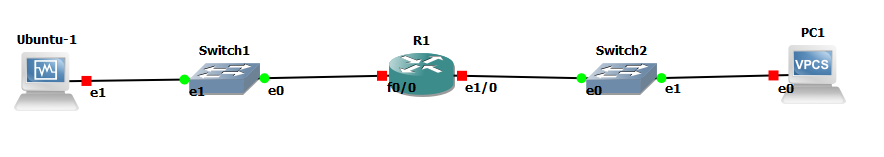 Ubuntu-1
e1
Switch1
e1
e0
R1
f0/0
e1/0
Switch2
e0
e1
PC1
VPCS
e0